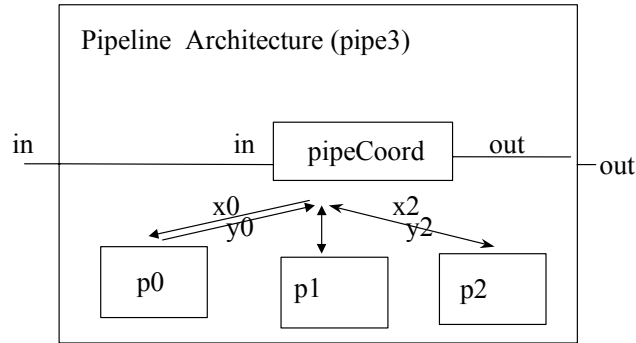 Pipeline Architecture (pipe3)
in in pipeCoord out out
x0 x2
y0 y2
p0 p1 p2